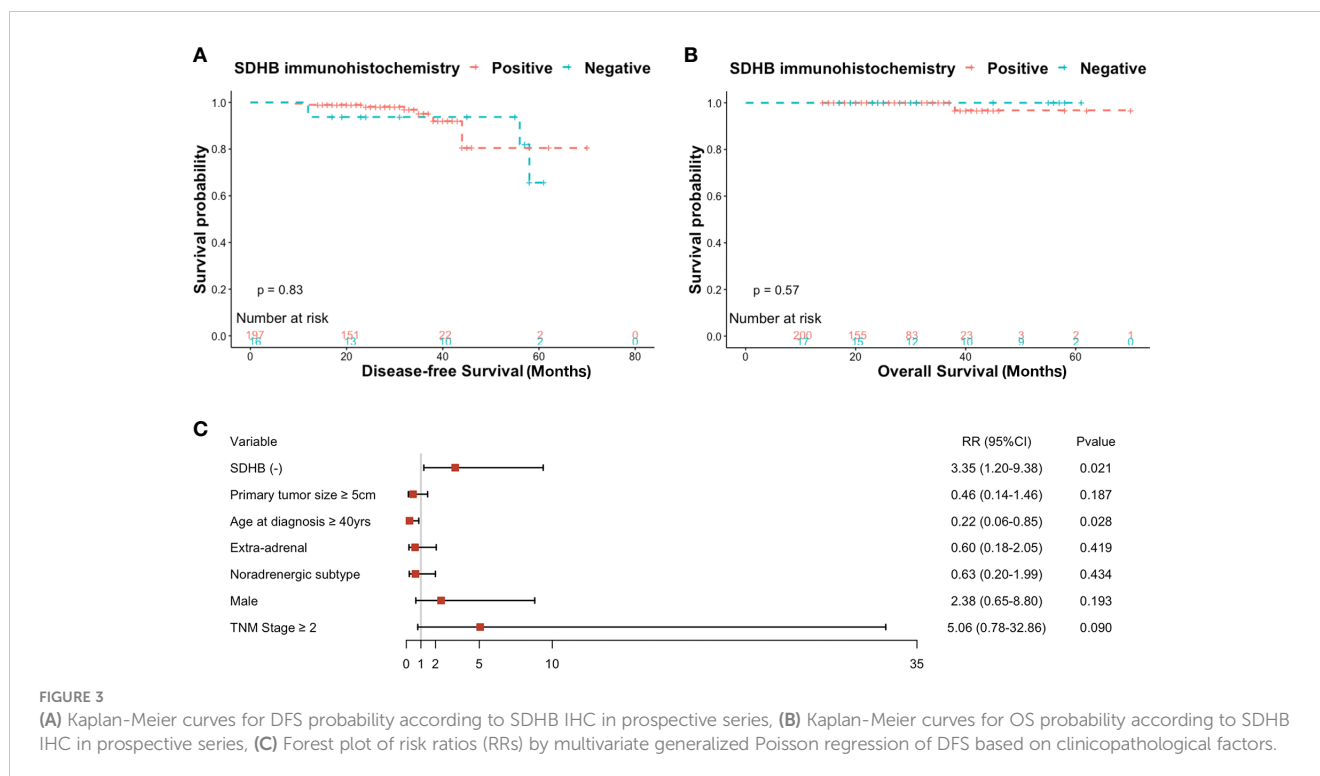 A
B
SDHB immunohistochemistry Positive Negative
SDHB immunohistochemistry Positive Negative
Survival probability
1.0
0.8
0.6
0.4
0.2
0.0
p = 0.83
Number at risk
197 151 22 2 0
16 13 10 2 0
0 20 40 60 80
Disease-free Survival (Months)
Survival probability
1.0
0.8
0.6
0.4
0.2
0.0
p = 0.57
Number at risk
200 155 83 23 3 2 1
17 15 12 10 9 2 0
0 20 40 60
Overall Survival (Months)
C
Variable RR (95%CI) Pvalue
SDHB (-) 3.35 (1.20-9.38) 0.021
Primary tumor size ≥ 5cm 0.46 (0.14-1.46) 0.187
Age at diagnosis ≥ 40yrs 0.22 (0.06-0.85) 0.028
Extra-adrenal 0.60 (0.18-2.05) 0.419
Noradrenergic subtype 0.63 (0.20-1.99) 0.434
Male 2.38 (0.65-8.80) 0.193
TNM Stage ≥ 2 5.06 (0.78-32.86) 0.090
0 1 2 5 10 35
FIGURE 3
(A) Kaplan-Meier curves for DFS probability according to SDHB IHC in prospective series, (B) Kaplan-Meier curves for OS probability according to SDHB
IHC in prospective series, (C) Forest plot of risk ratios (RRs) by multivariate generalized Poisson regression of DFS based on clinicopathological factors.